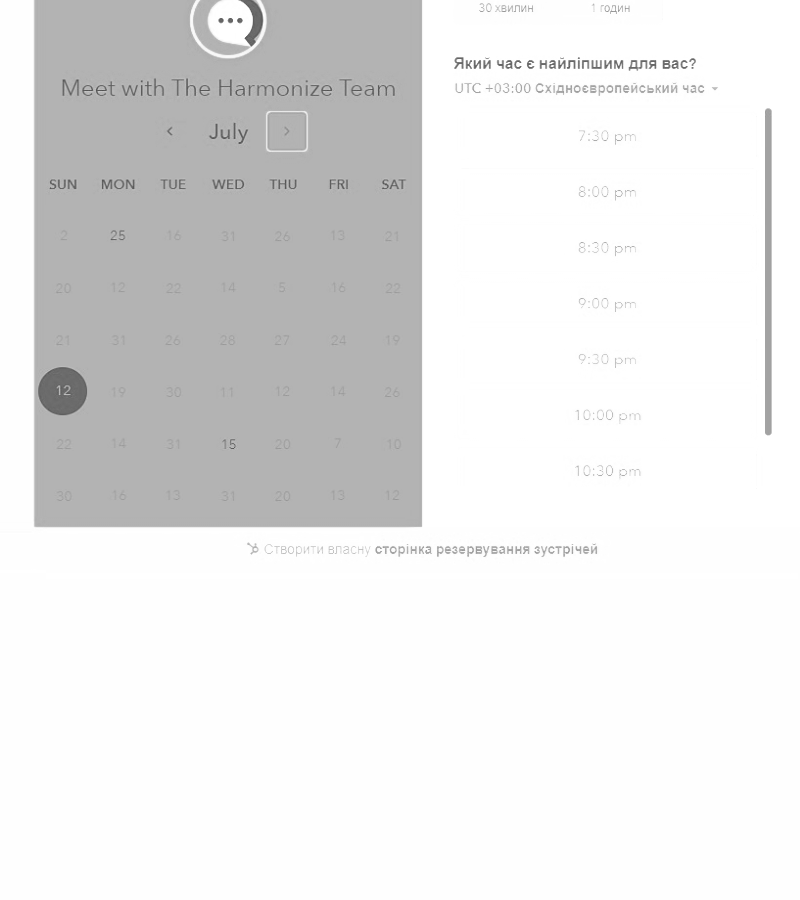 30 хвилин 1 годин
Meet with The Harmonize Team
July
SUN MON TUE WED THU FRI SAT
2 25 16 31 26 13 21
20 12 22 14 5 16 22
21 31 26 28 27 24 19
12 19 30 11 12 14 26
22 14 31 15 20 7 10
30 16 13 31 20 13 12
Який час є найліпшим для вас?
UTC +03:00 Східноєвропейський час
7:30 pm
8:00 pm
8:30 pm
9:00 pm
9:30 pm
10:00 pm
10:30 pm
Створити власну сторінка резервування зустрічей